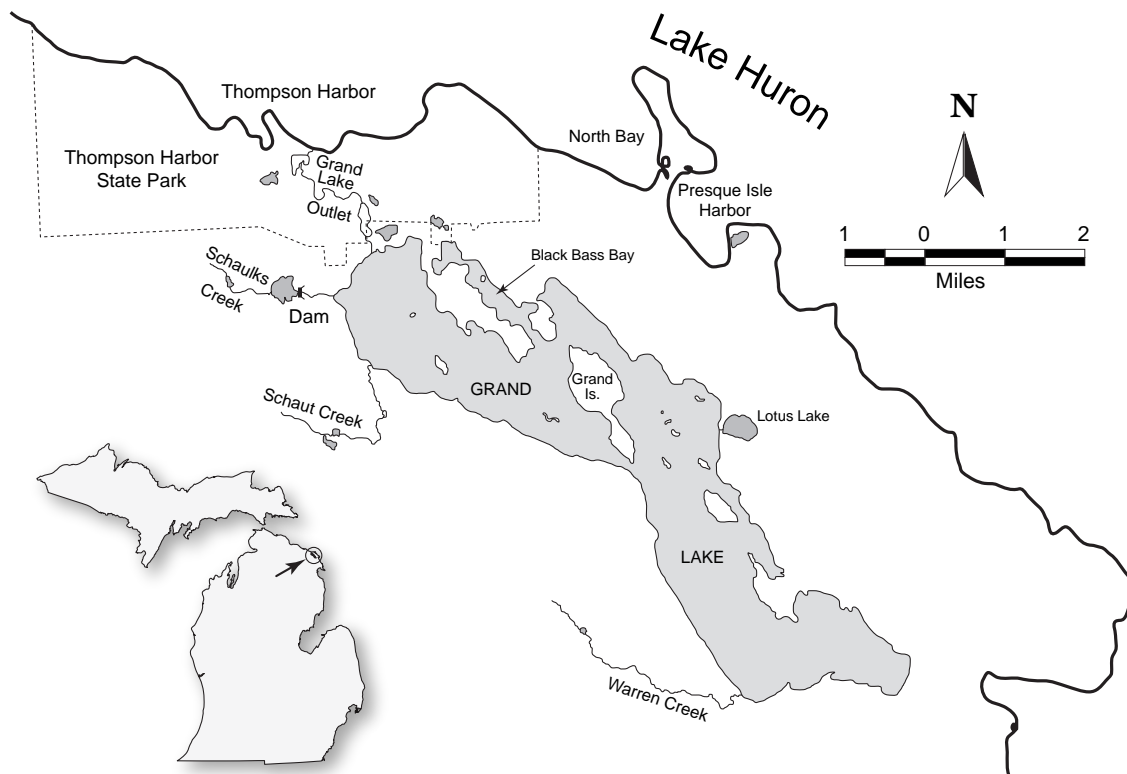 Lake Huron
Thompson Harbor
N
North Bay
Thompson Harbor
State Park
Grand
Lake
Outlet
Presque Isle
Harbor
1 0 1 2
Miles
Black Bass Bay
Schaulks
Creek
Dam
GRAND
Grand
Is.
Schaut Creek
Lotus Lake
LAKE
Warren Creek